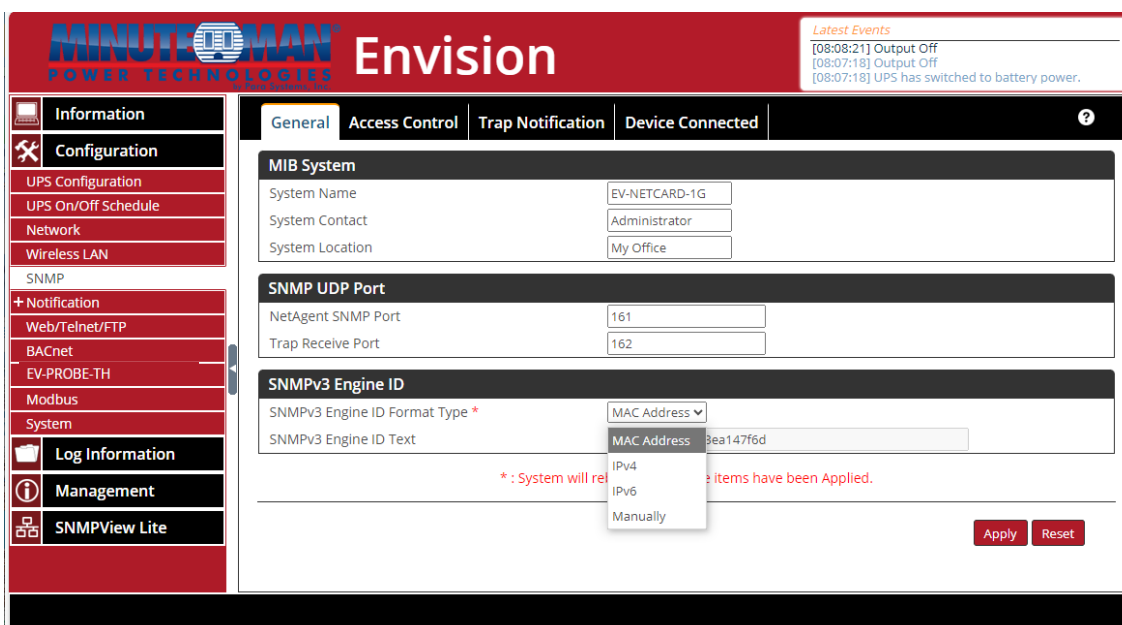 MINUTEMAN
POWER TECHNOLOGIES
by Para Systems, Inc.
Envision
Latest Events
[08:08:21] Output Off
[08:07:18] Output Off
[08:07:18] UPS has switched to battery power.
Information
Configuration
UPS Configuration
UPS On/Off Schedule
Network
Wireless LAN
SNMP
+ Notification
Web/Telnet/FTP
BACnet
EV-PROBE-TH
Modbus
System
Log Information
Management
SNMPView Lite
General Access Control Trap Notification Device Connected ?
MIB System
System Name EV-NETCARD-1G
System Contact Administrator
System Location My Office
SNMP UDP Port
NetAgent SNMP Port 161
Trap Receive Port 162
SNMPv3 Engine ID
SNMPv3 Engine ID Format Type * MAC Address
SNMPv3 Engine ID Text
MAC Address
IPv4
IPv6
Manually
ea147f6d
* : System will items have been Applied.
Apply Reset